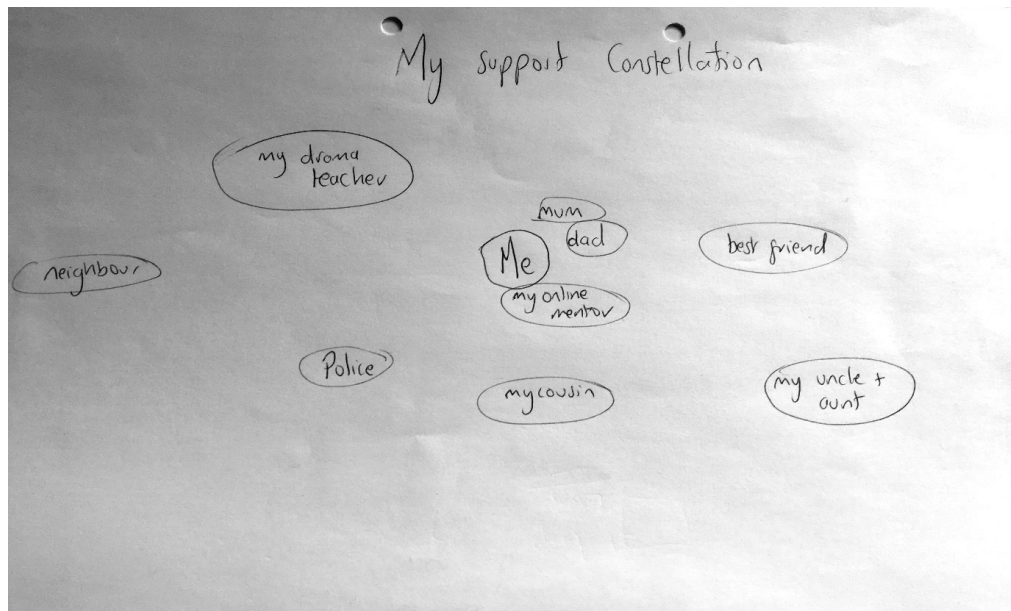 My support Constellation
my drama
teacher
mum
dad
best friend
Me
neighbour
my online
mentor
Police
my cousin
my uncle +
aunt